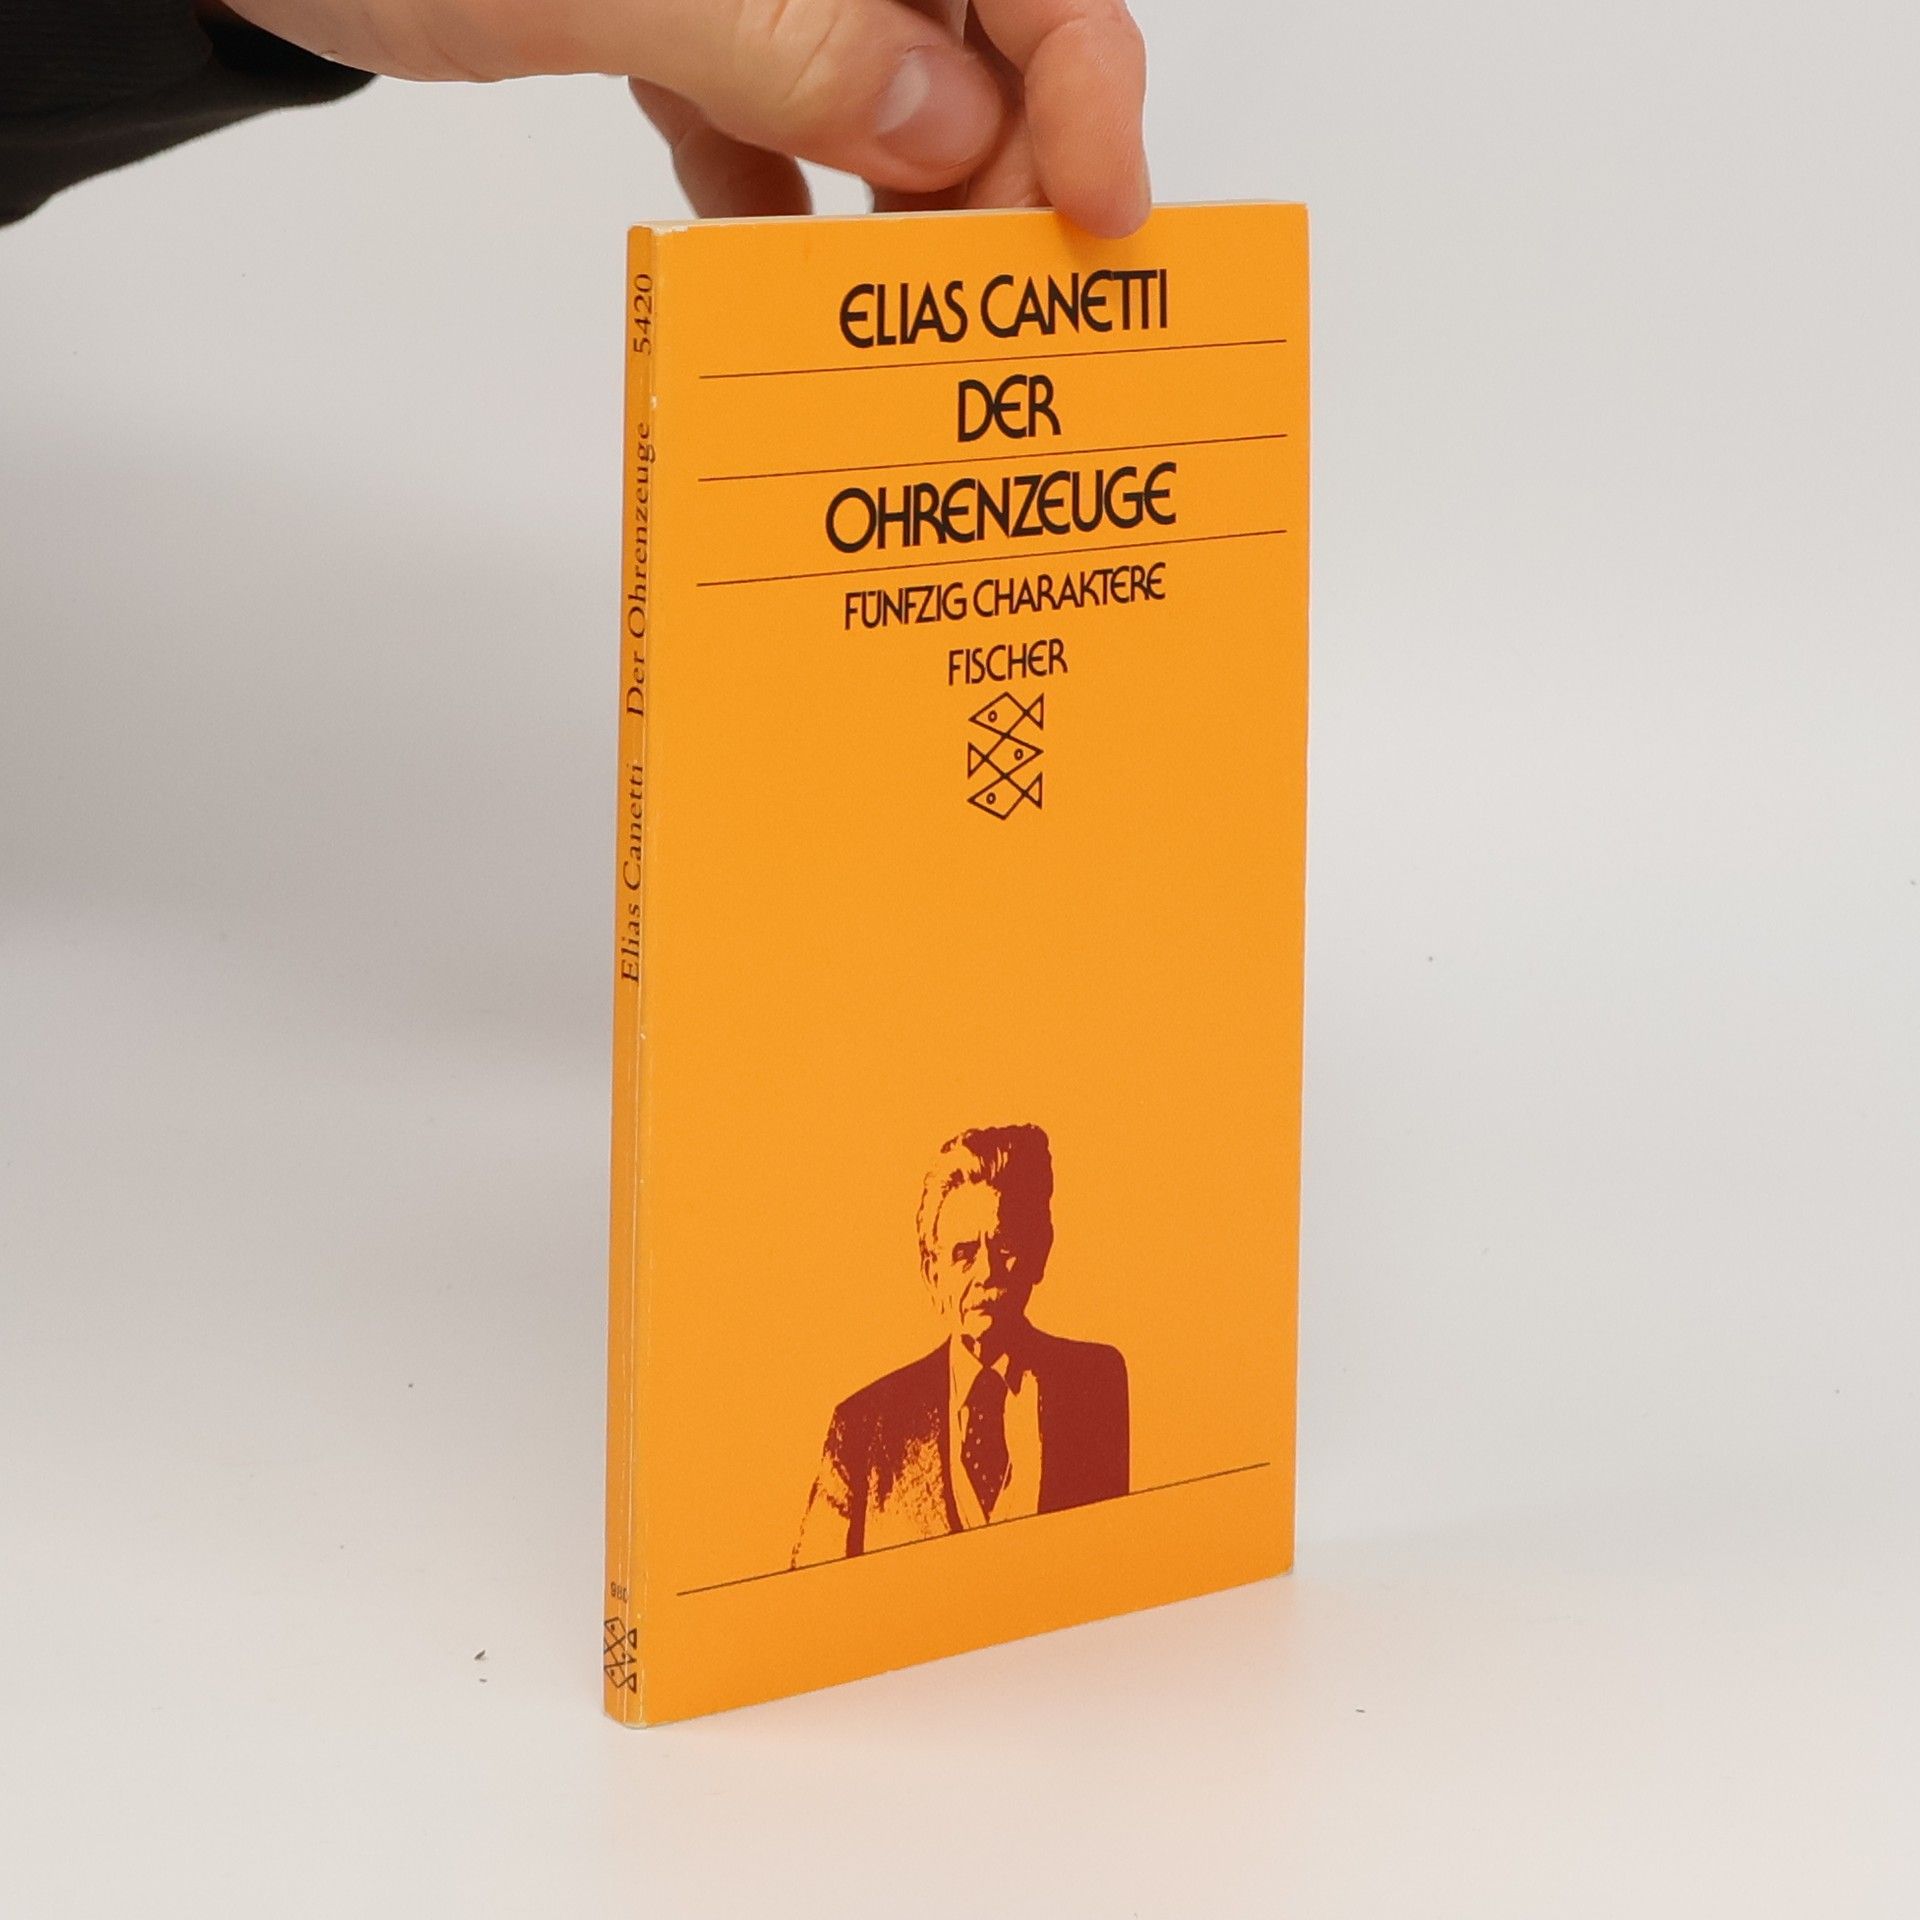 ELIAS CANETTI
DER
OHRENZEUGE
FÜNFZIG CHARAKTERE
FISCHER
Elias Canetti Der Ohrenzeuge 5420